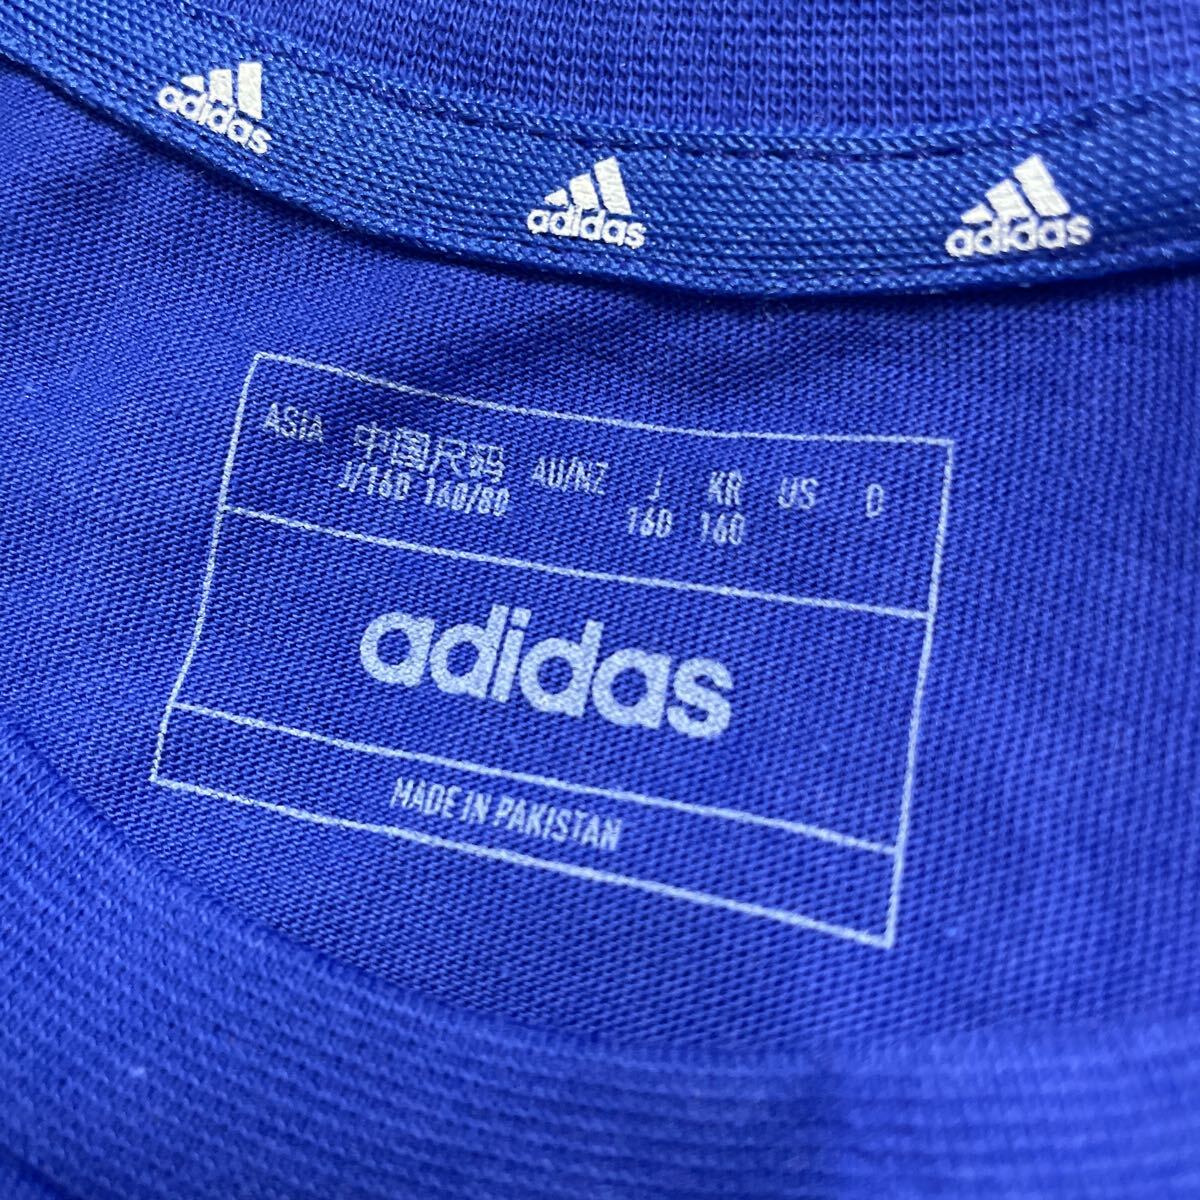 adidas
adidas
adidas
ASIA 中国尺码 AU/NZ J KR US D
J/160 160/80 160 160
adidas
MADE IN PAKISTAN